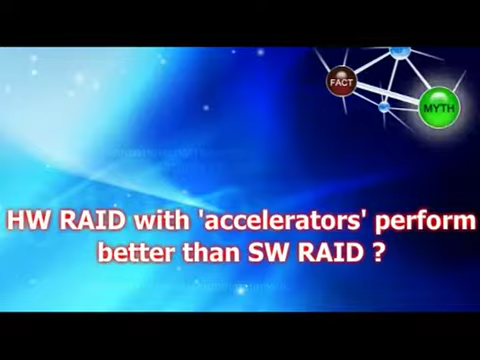 FACT
MYTH
HW RAID with 'accelerators' perform
better than SW RAID ?